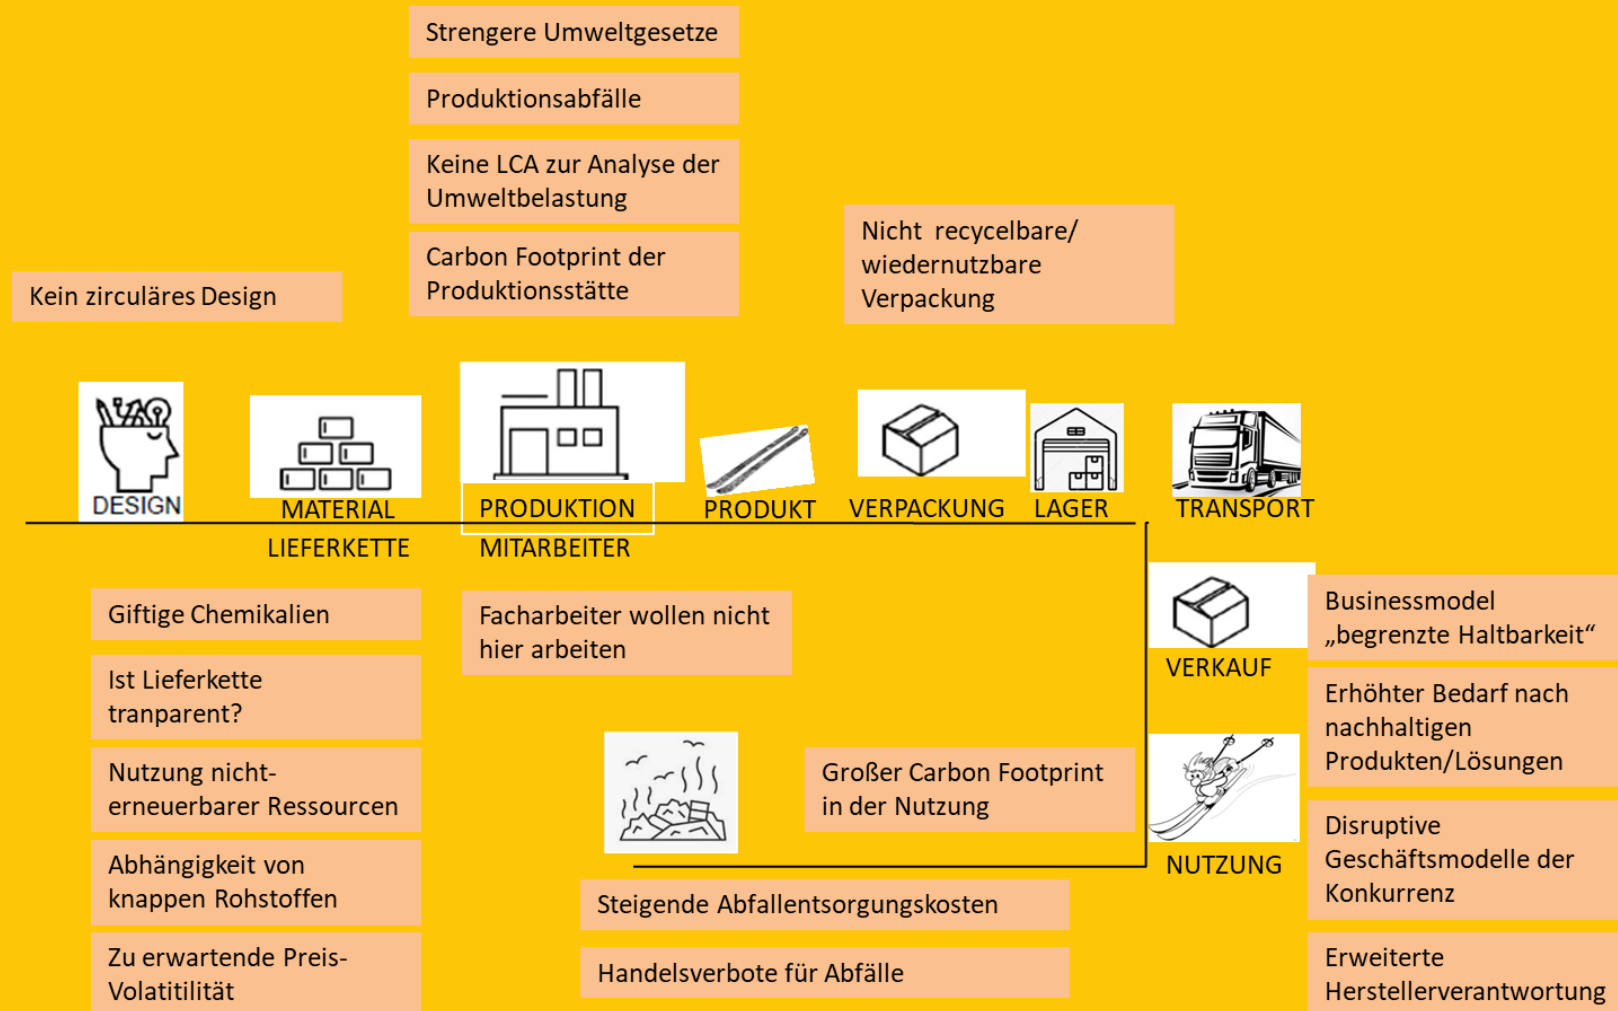 Strengere Umweltgesetze
Produktionsabfälle
Keine LCA zur Analyse der
Umweltbelastung
Carbon Footprint der
Produktionsstätte
Nicht recycelbare/
wiedernutzbare
Verpackung
Kein zirculäres Design
DESIGN
MATERIAL
PRODUKTION
PRODUKT
VERPACKUNG
LAGER
TRANSPORT
LIEFERKETTE
MITARBEITER
Giftige Chemikalien
Ist Lieferkette
tranparent?
Nutzung nicht-
erneuerbarer Ressourcen
Abhängigkeit von
knappen Rohstoffen
Zu erwartende Preis-
Volatitilität
Facharbeiter wollen nicht
hier arbeiten
VERKAUF
Businessmodel
„begrenzte Haltbarkeit“
Erhöhter Bedarf nach
nachhaltigen
Produkten/Lösungen
Disruptive
Geschäftsmodelle der
Konkurrenz
Erweiterte
Herstellerverantwortung
NUTZUNG
Großer Carbon Footprint
in der Nutzung
Steigende Abfallentsorgungskosten
Handelsverbote für Abfälle